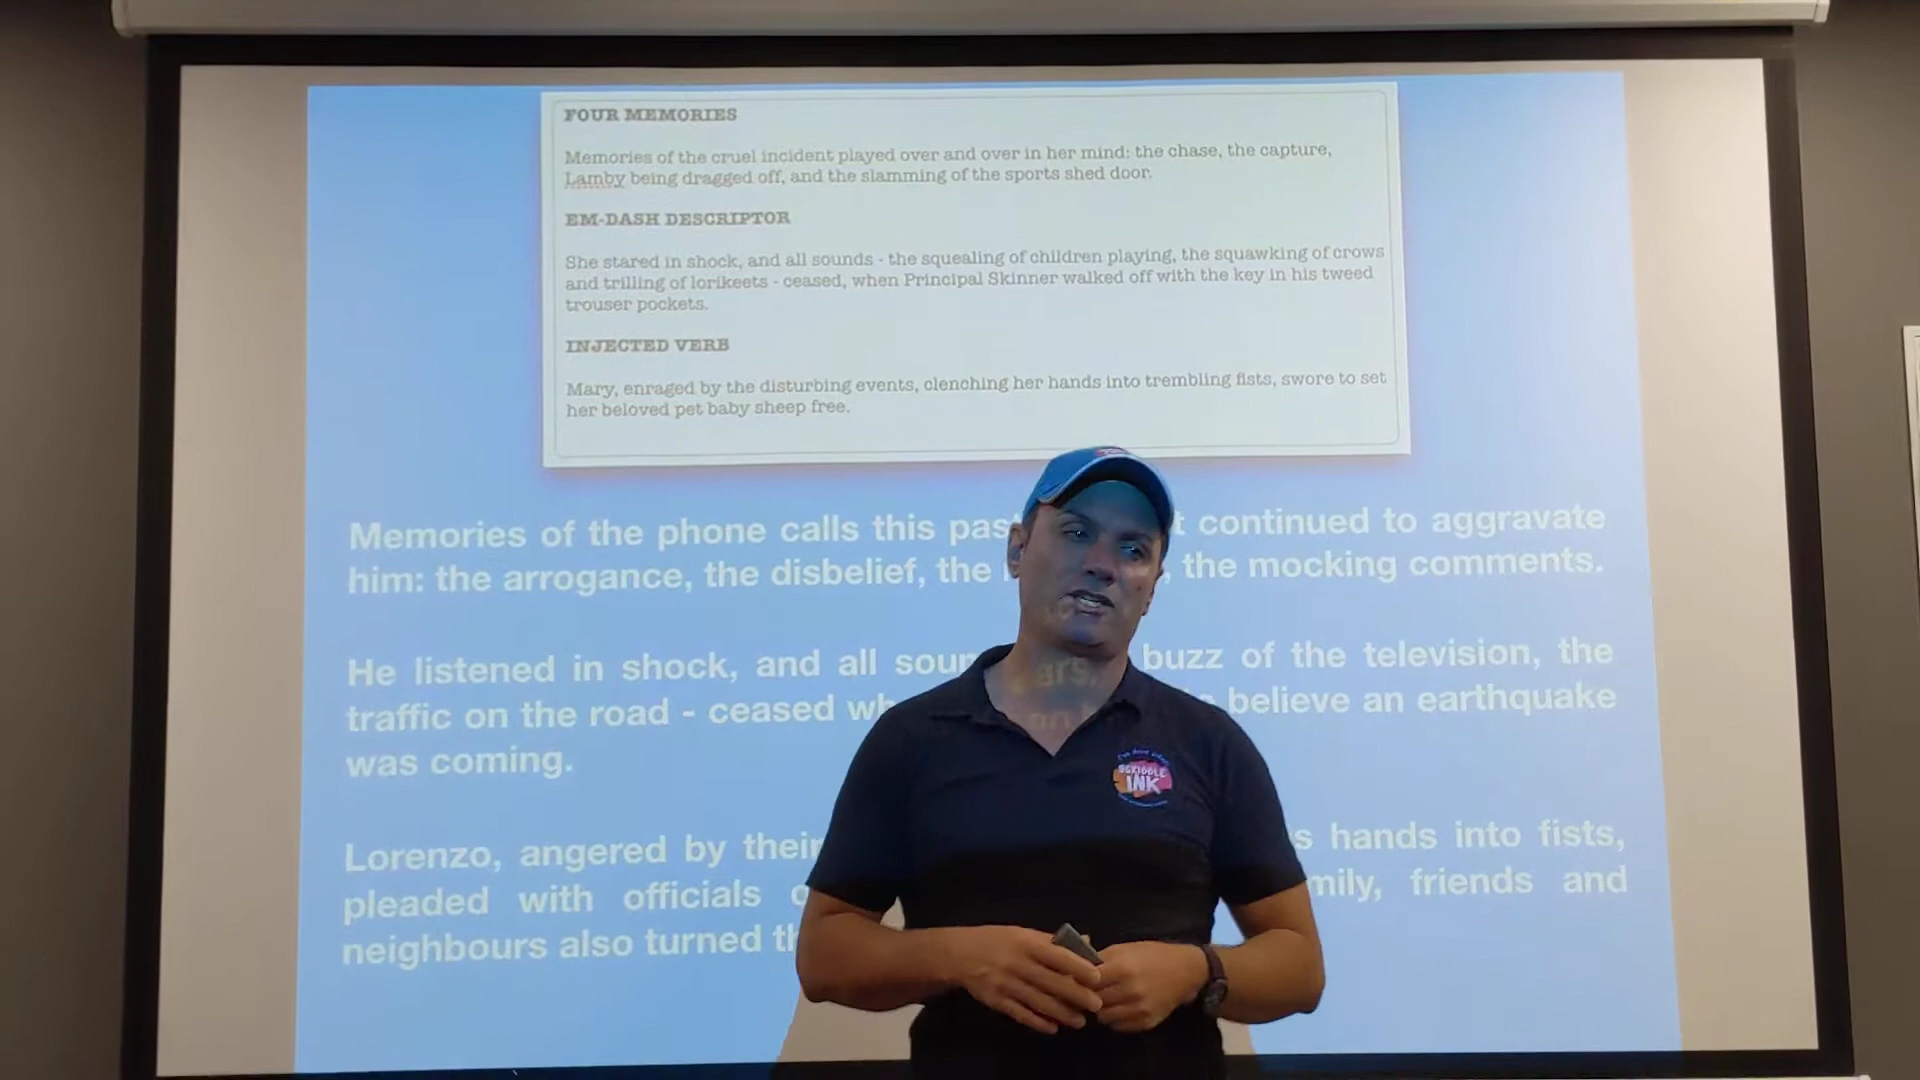 FOUR MEMORIES
Memories of the cruel incident played over and over in her mind: the chase, the capture,
Lamby being dragged off, and the slamming of the sports shed door.
EM-DASH DESCRIPTOR
She stared in shock, and all sounds - the squealing of children playing, the squawking of crows
and trilling of lorikeets - ceased, when Principal Skinner walked off with the key in his tweed
trouser pockets.
INJECTED VERB
Mary, enraged by the disturbing events, clenching her hands into trembling fists, swore to set
her beloved pet baby sheep free.
Memories of the phone calls this pas t continued to aggravate
him: the arrogance, the disbelief, the , the mocking comments.
He listened in shock, and all soun buzz of the television, the
traffic on the road - ceased wh believe an earthquake
was coming.
Lorenzo, angered by their s hands into fists,
pleaded with officials mily, friends and
neighbours also turned th
SCRIBBLE
INK